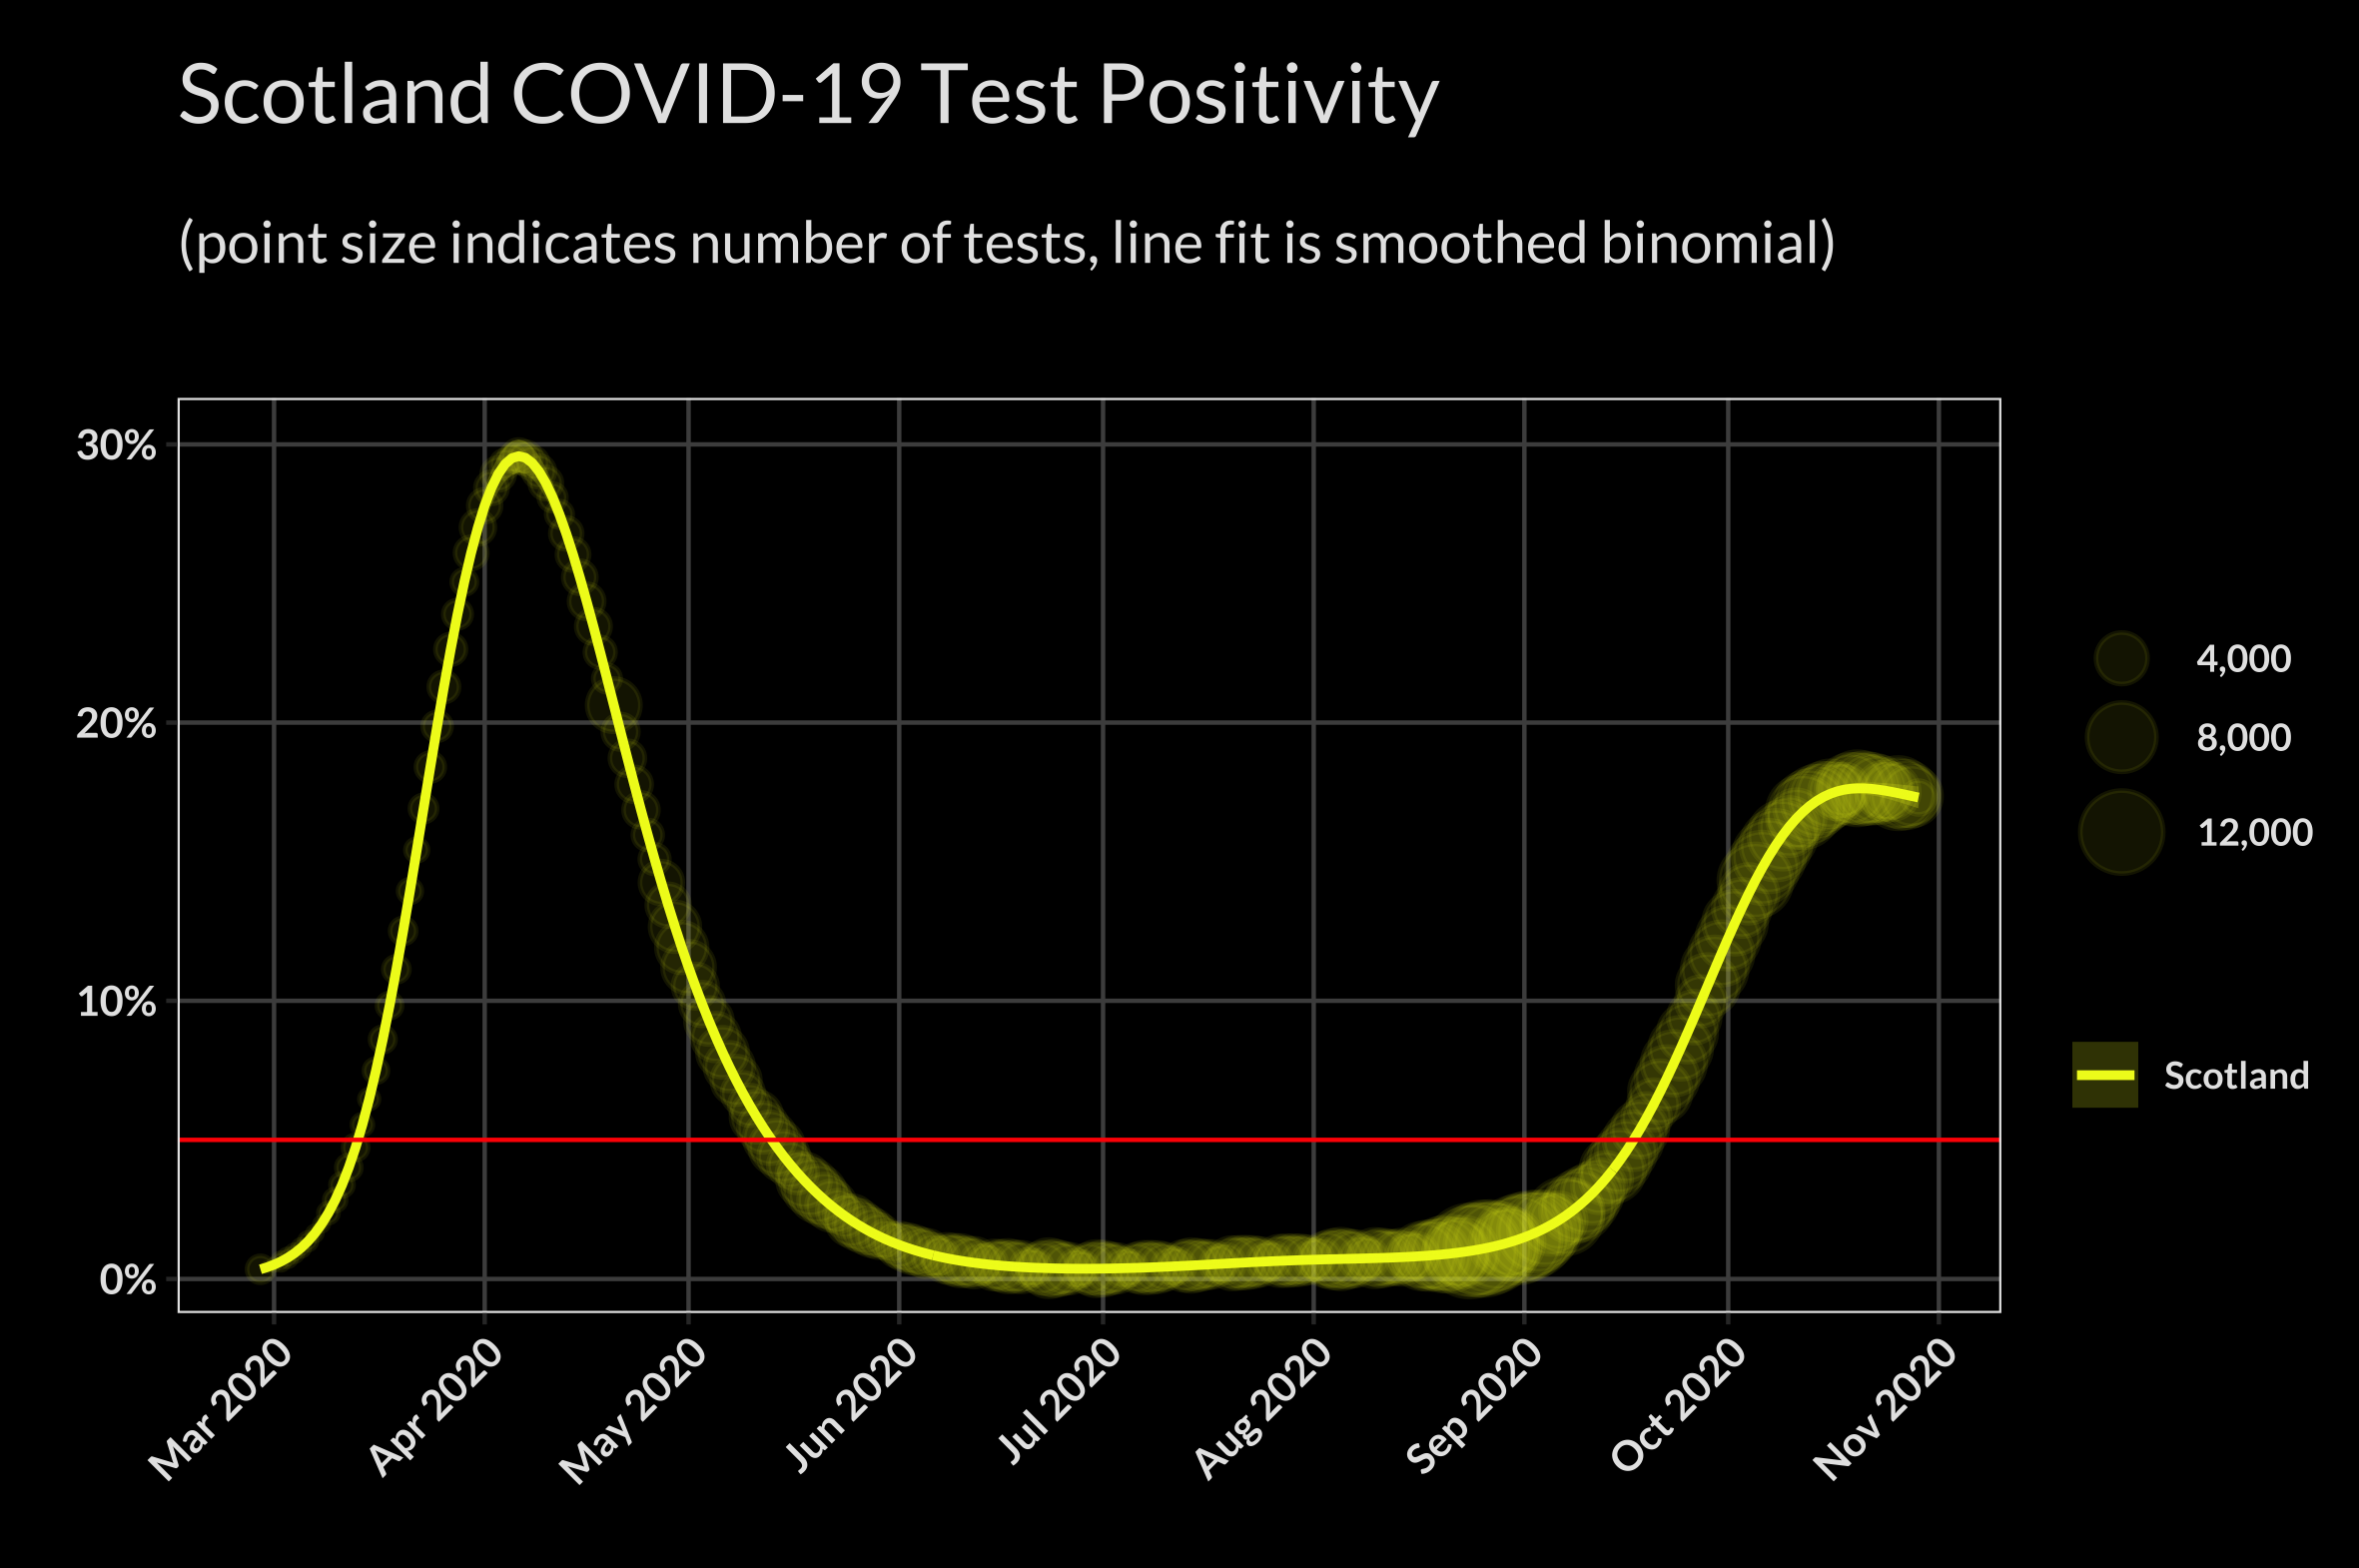 Scotland COVID-19 Test Positivity
(point size indicates number of tests, line fit is smoothed binomial)
30%
20%
10%
0%
Mar 2020
Apr 2020
May 2020
Jun 2020
Jul 2020
Aug 2020
Sep 2020
Oct 2020
Nov 2020
4,000
8,000
12,000
Scotland